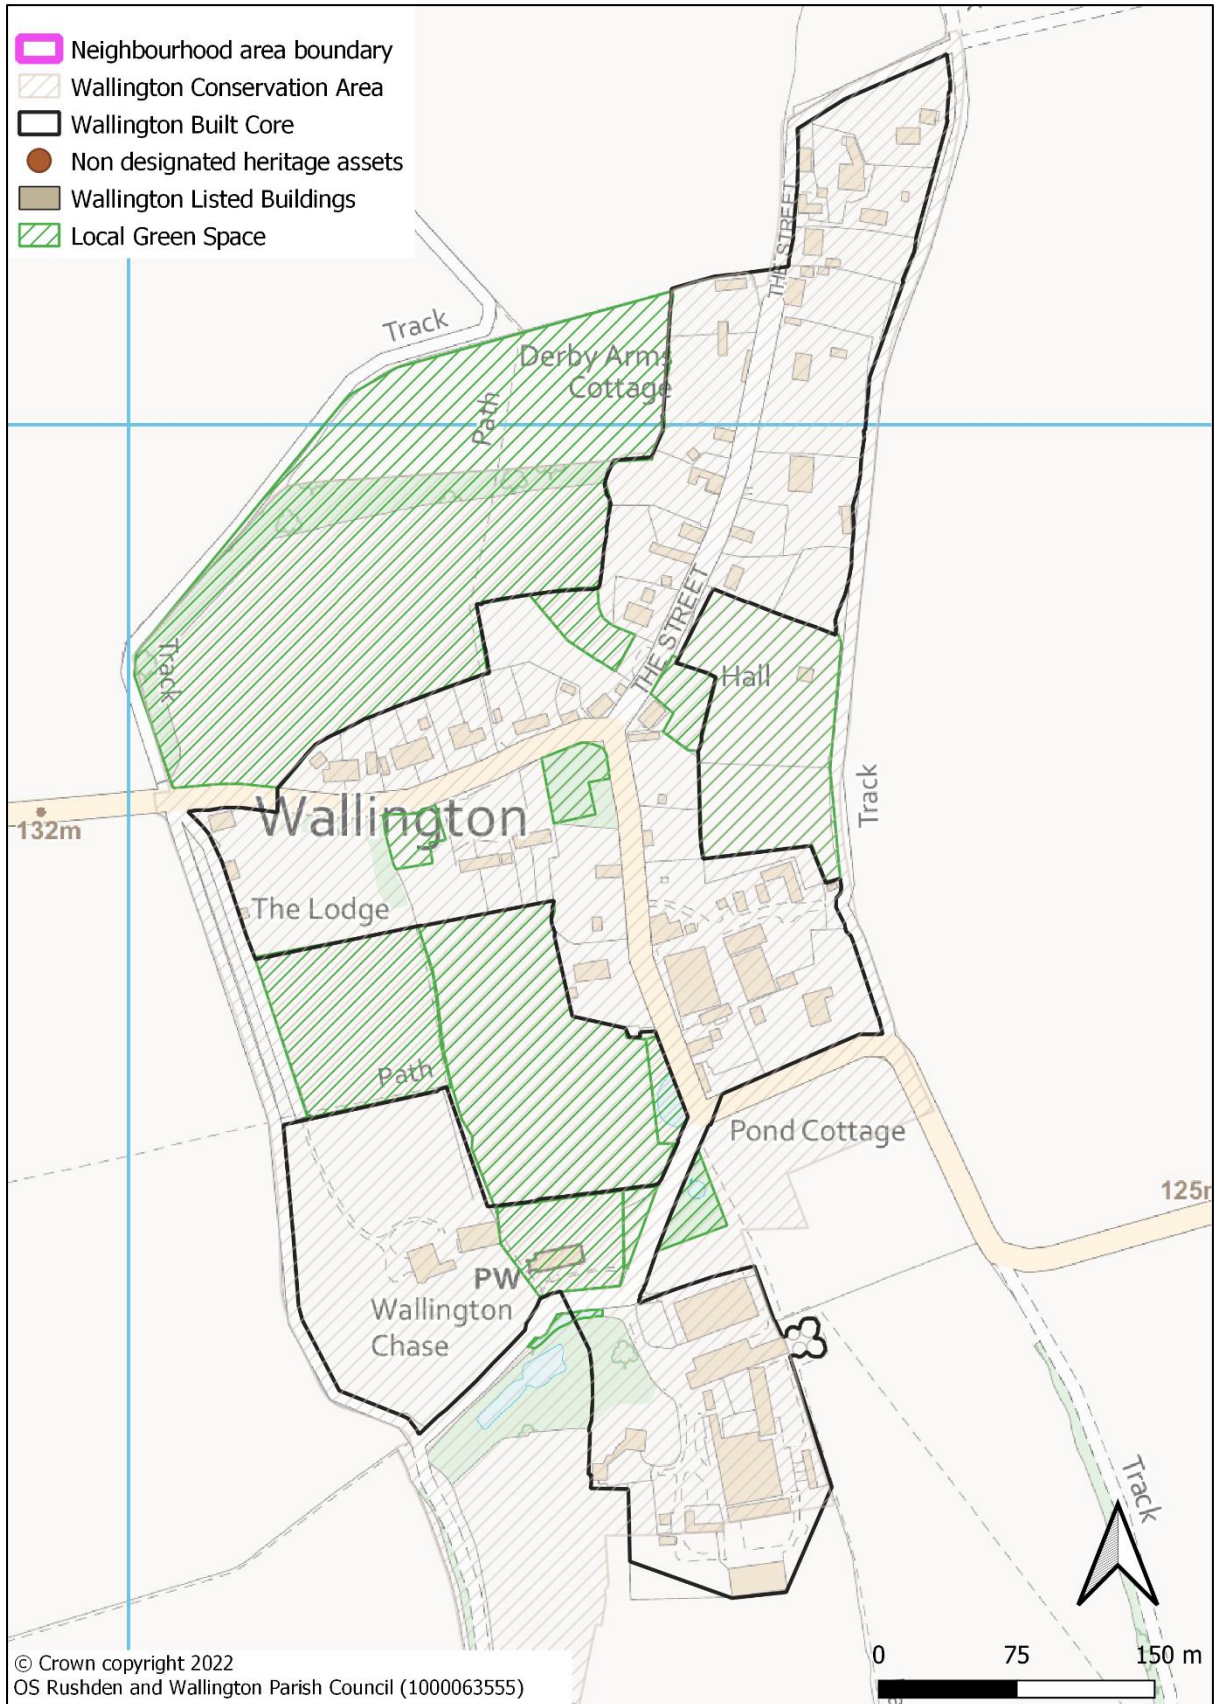 Neighbourhood area boundary
Wallington Conservation Area
Wallington Built Core
Non designated heritage assets
Wallington Listed Buildings
Local Green Space
THE STREET
Track
Derby Arms
Cottage
Path
THE STREET
Track
Hall
Track
132m
Wallington
The Lodge
Path
Pond Cottage
125
PW
Wallington
Chase
Track
0 75 150 m
© Crown copyright 2022
OS Rushden and Wallington Parish Council (1000063555)